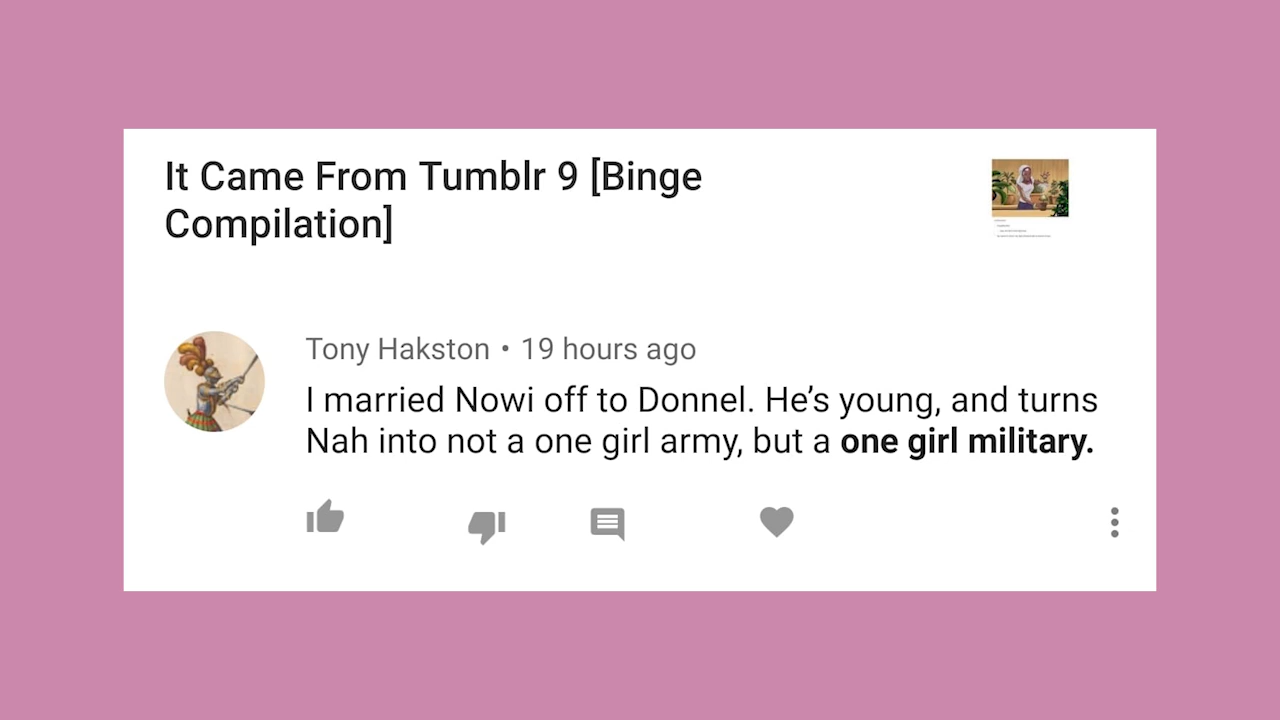 It Came From Tumblr 9 [Binge
Compilation]
Tony Hakston • 19 hours ago
I married Nowi off to Donnel. He's young, and turns
Nah into not a one girl army, but a one girl military.